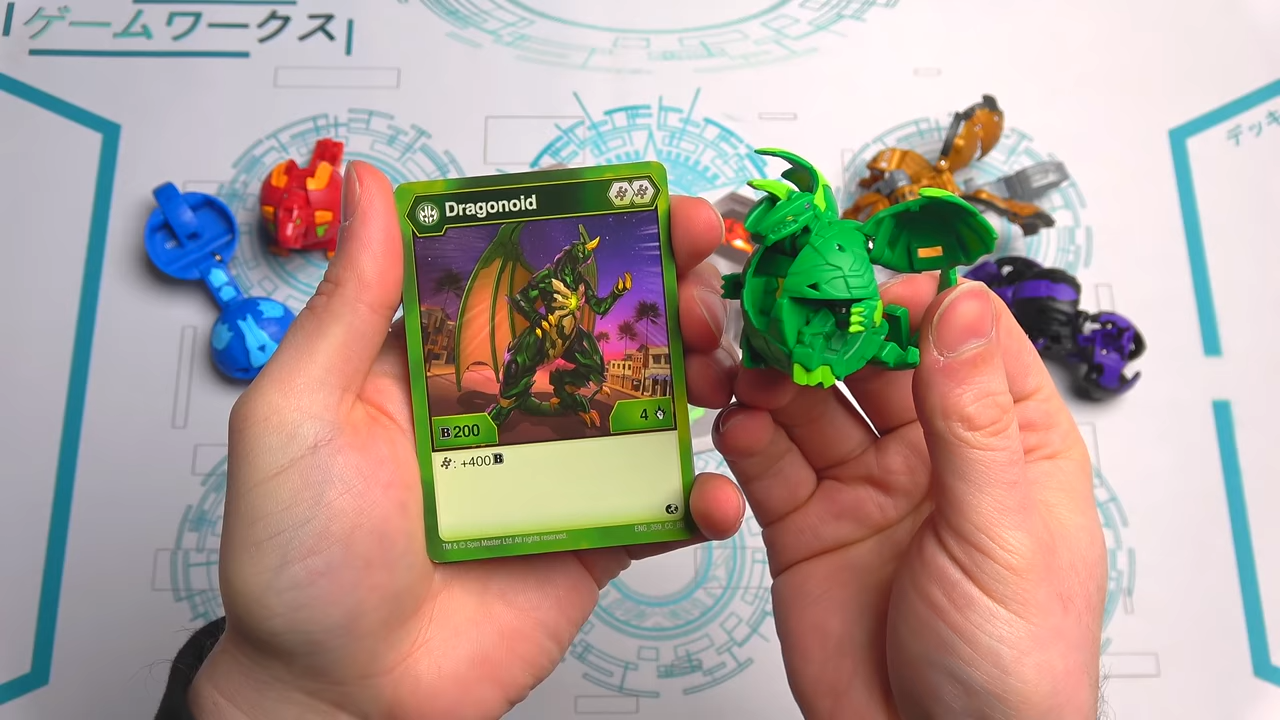 ゲームワークス
デッキ
Dragonoid
B200
4
: +400B
TM & © Spin Master Ltd. All rights reserved.
ENG_359_CC_